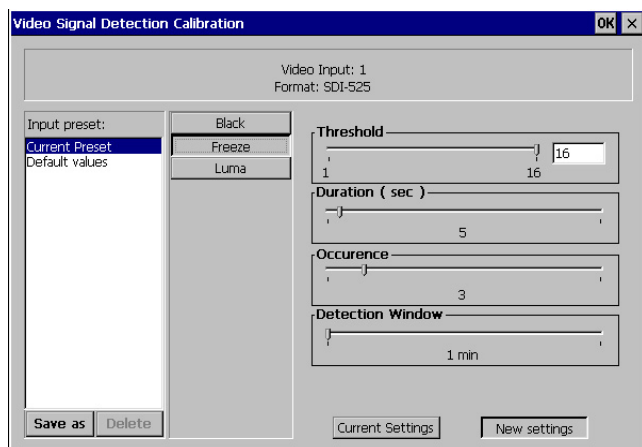 Video Signal Detection Calibration
OK ×
Video Input: 1
Format: SDI-525
Input preset:
Current Preset
Default values
Save as
Delete
Black
Freeze
Luma
Threshold
16
1
16
Duration ( sec )
5
Occurence
3
Detection Window
1 min
Current Settings
New settings